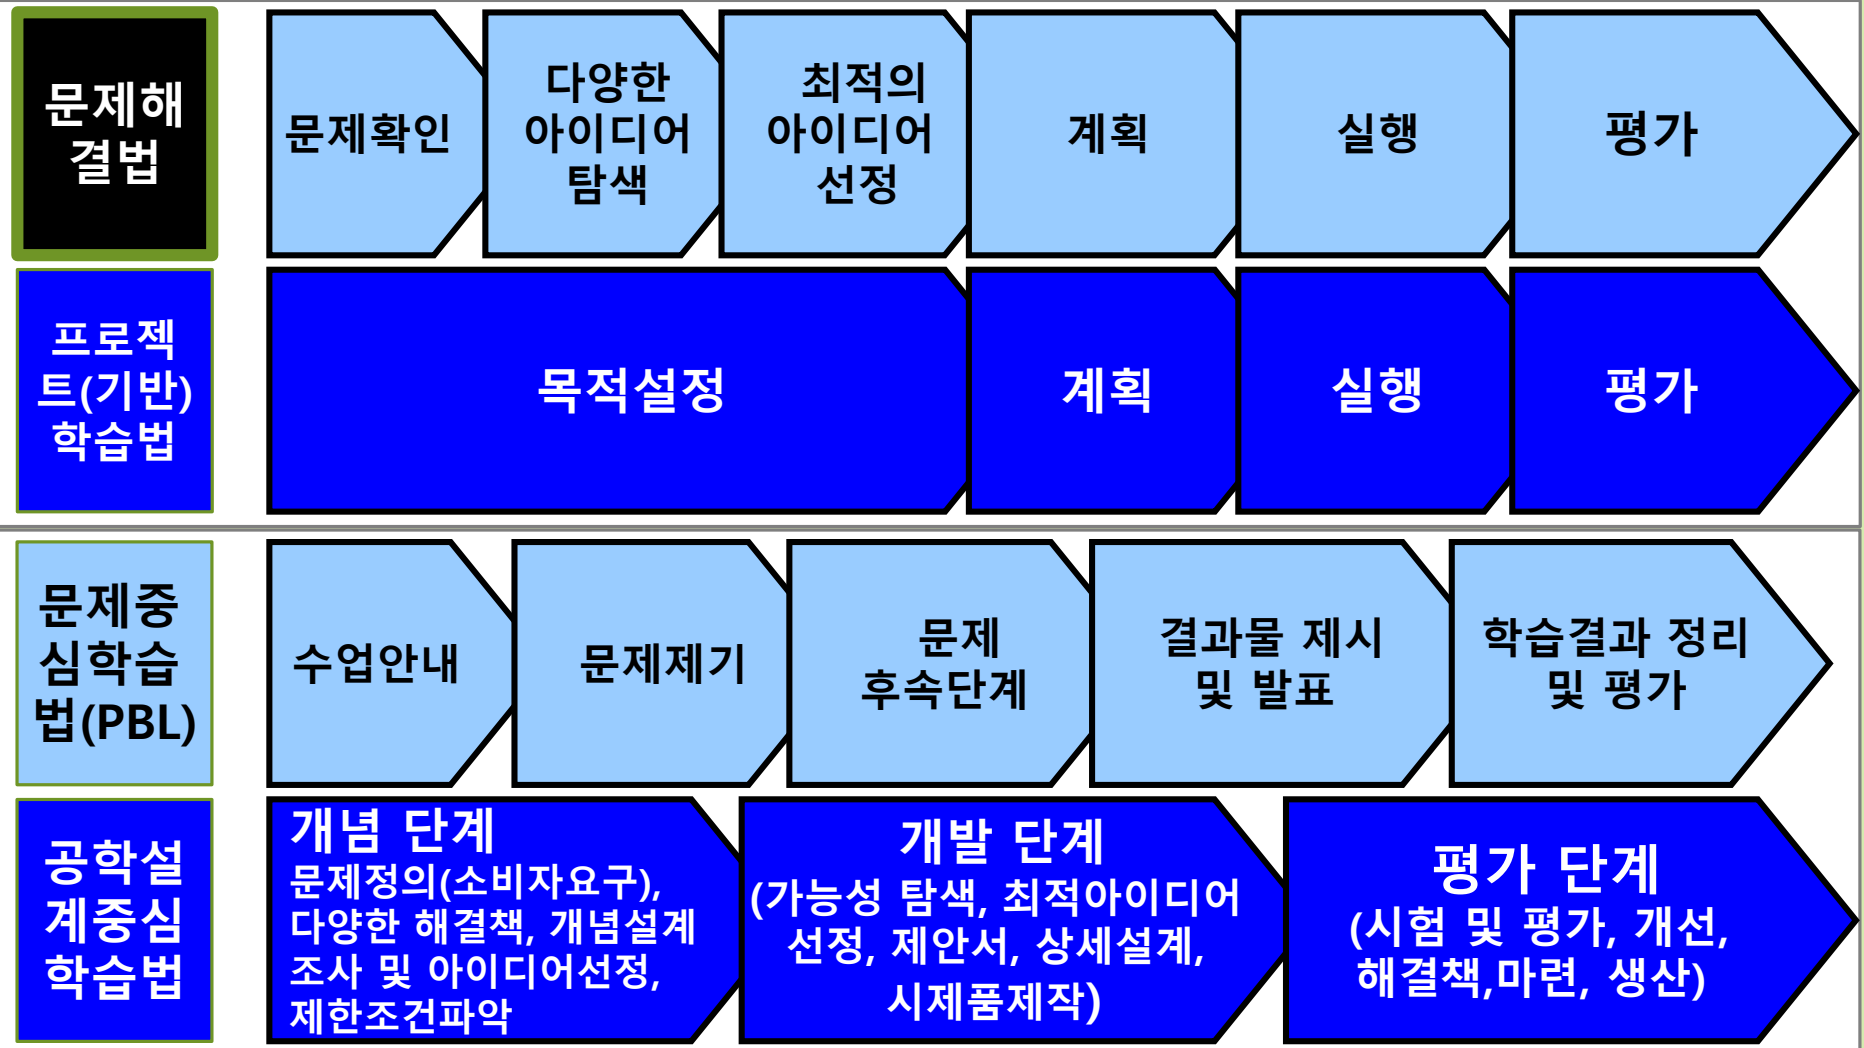 문제해
결법
문제확인
다양한
아이디어
탐색
최적의
아이디어
선정
계획
실행
평가
프로젝
트(기반)
학습법
목적설정
계획
실행
평가
문제중
심학습
법(PBL)
수업안내
문제제기
문제
후속단계
결과물 제시
및 발표
학습결과 정리
및 평가
공학설
계중심
학습법
개념 단계
문제정의(소비자요구),
다양한 해결책, 개념설계
조사 및 아이디어선정,
제한조건파악
개발 단계
(가능성 탐색, 최적아이디어
선정, 제안서, 상세설계,
시제품제작)
평가 단계
(시험 및 평가, 개선,
해결책,마련, 생산)